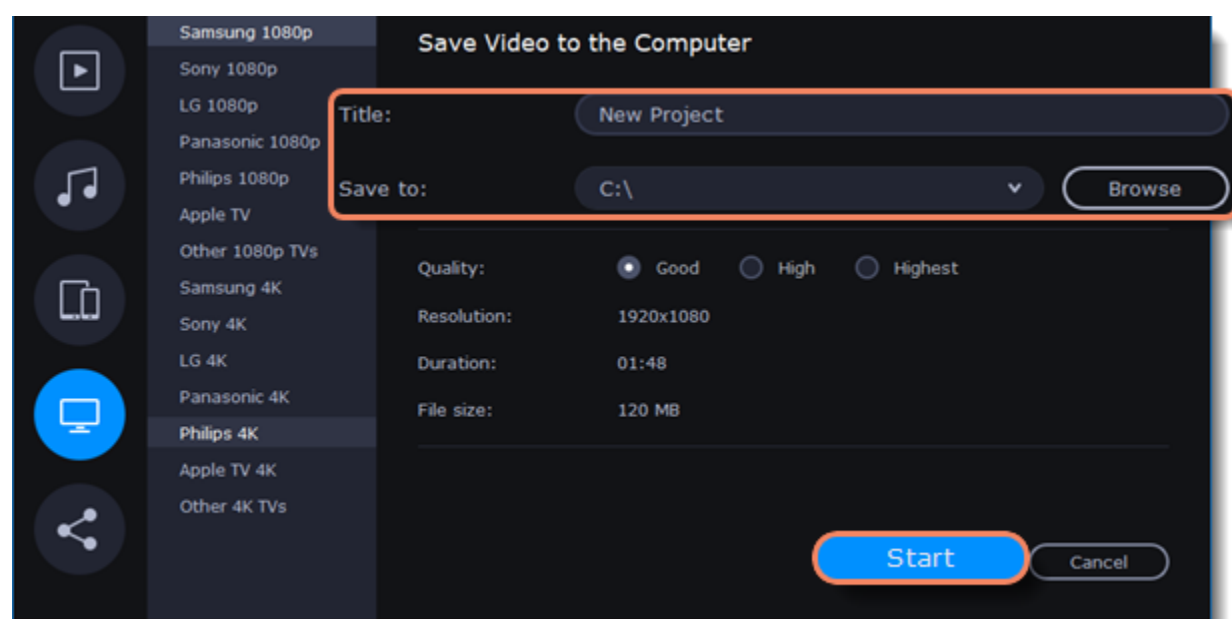 Samsung 1080p
Sony 1080p
LG 1080p
Panasonic 1080p
Philips 1080p
Apple TV
Other 1080p TVs
Samsung 4K
Sony 4K
LG 4K
Panasonic 4K
Philips 4K
Apple TV 4K
Other 4K TVs
Save Video to the Computer
Title: New Project
Save to: C:\ Browse
Quality: Good High Highest
Resolution: 1920x1080
Duration: 01:48
File size: 120 MB
Start Cancel